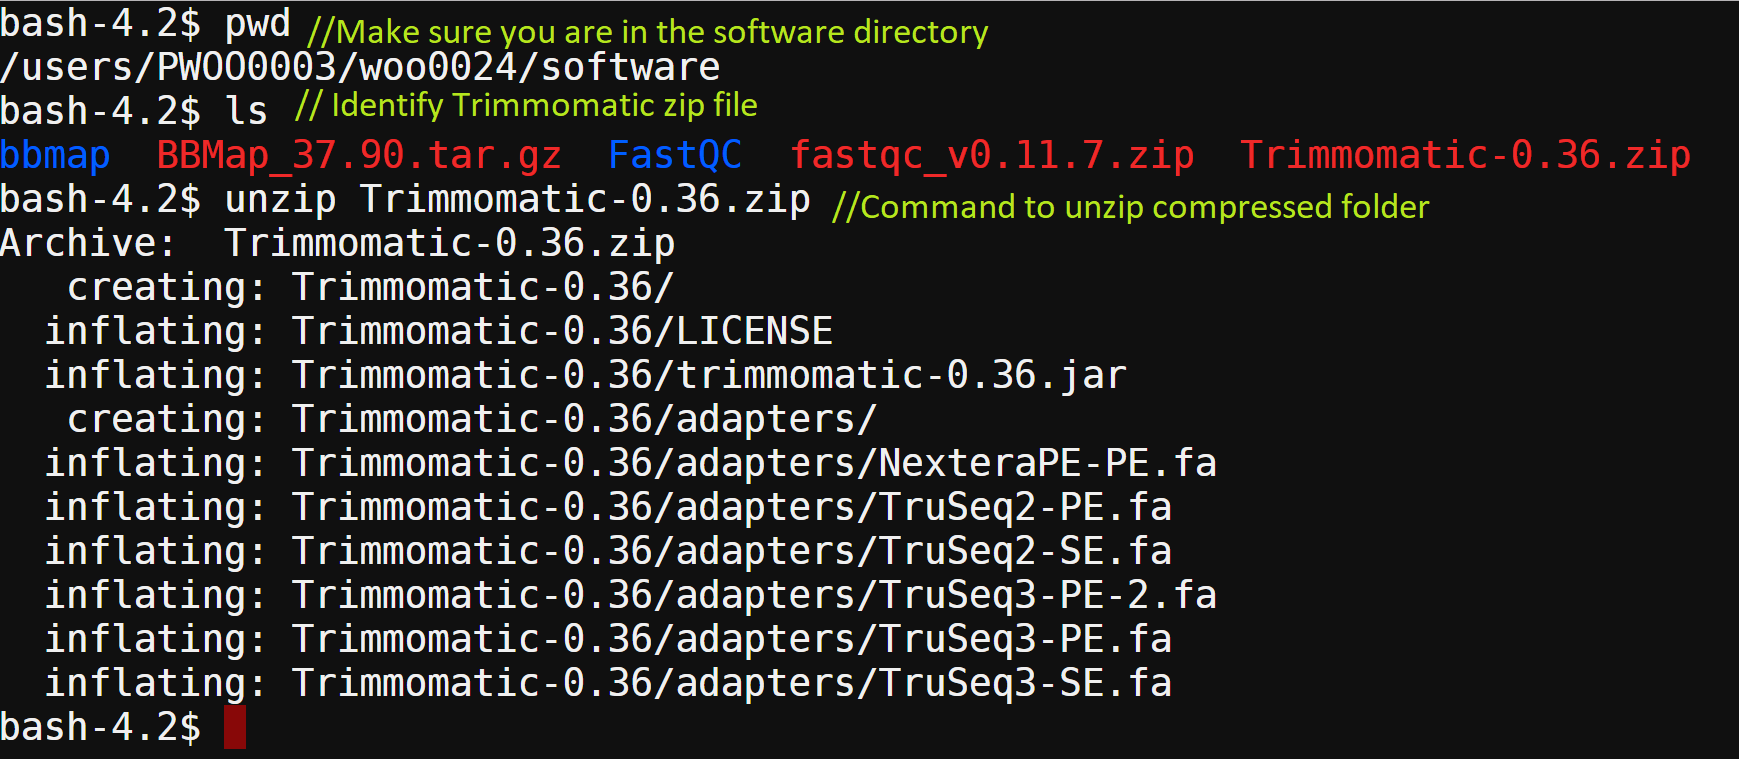 bash-4.2$ pwd //Make sure you are in the software directory
/users/PWOO0003/woo0024/software
bash-4.2$ ls // Identify Trimmomatic zip file
bbmap BBMap_37.90.tar.gz FastQC fastqc_v0.11.7.zip Trimmomatic-0.36.zip
bash-4.2$ unzip Trimmomatic-0.36.zip //Command to unzip compressed folder
Archive:  Trimmomatic-0.36.zip
   creating: Trimmomatic-0.36/
  inflating: Trimmomatic-0.36/LICENSE
  inflating: Trimmomatic-0.36/trimmomatic-0.36.jar
   creating: Trimmomatic-0.36/adapters/
  inflating: Trimmomatic-0.36/adapters/NexteraPE-PE.fa
  inflating: Trimmomatic-0.36/adapters/TruSeq2-PE.fa
  inflating: Trimmomatic-0.36/adapters/TruSeq2-SE.fa
  inflating: Trimmomatic-0.36/adapters/TruSeq3-PE-2.fa
  inflating: Trimmomatic-0.36/adapters/TruSeq3-PE.fa
  inflating: Trimmomatic-0.36/adapters/TruSeq3-SE.fa
bash-4.2$